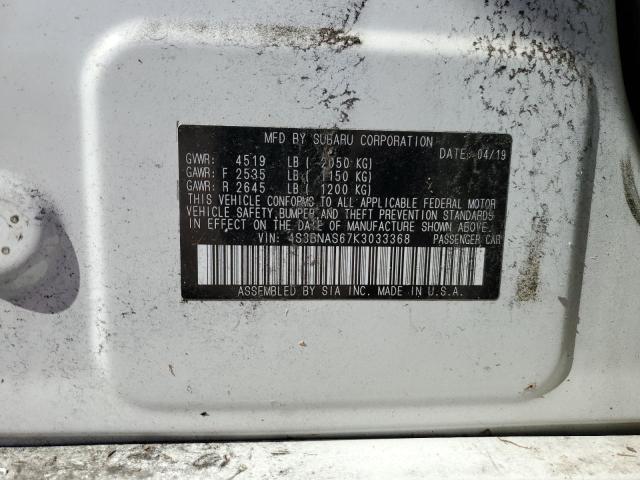 MFD BY SUBARU CORPORATION
DATE: 04/19
GVWR: 4519 LB ( 2050 KG)
GAWR: F 2535 LB ( 1150 KG)
GAWR: R 2645 LB ( 1200 KG)
THIS VEHICLE CONFORMS TO ALL APPLICABLE FEDERAL MOTOR
VEHICLE SAFETY, BUMPER, AND THEFT PREVENTION STANDARDS
IN EFFECT ON THE DATE OF MANUFACTURE SHOWN ABOVE.
VIN: 4S3BNAS67K3033368 PASSENGER CAR
ASSEMBLED BY SIA INC. MADE IN U.S.A.